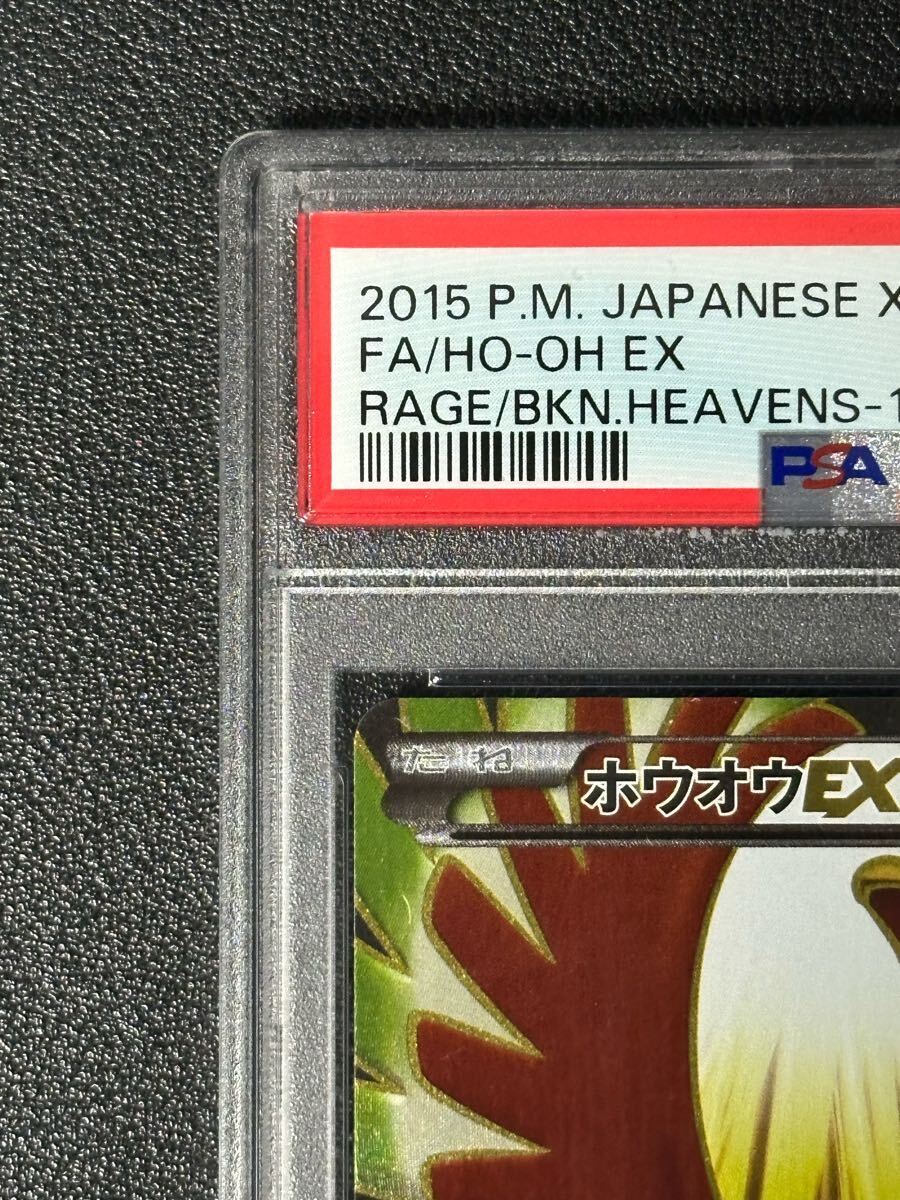 2015 P.M. JAPANESE X
FA/HO-OH EX
RAGE/BKN.HEAVENS-1
PSA
たね
ホウオウEX